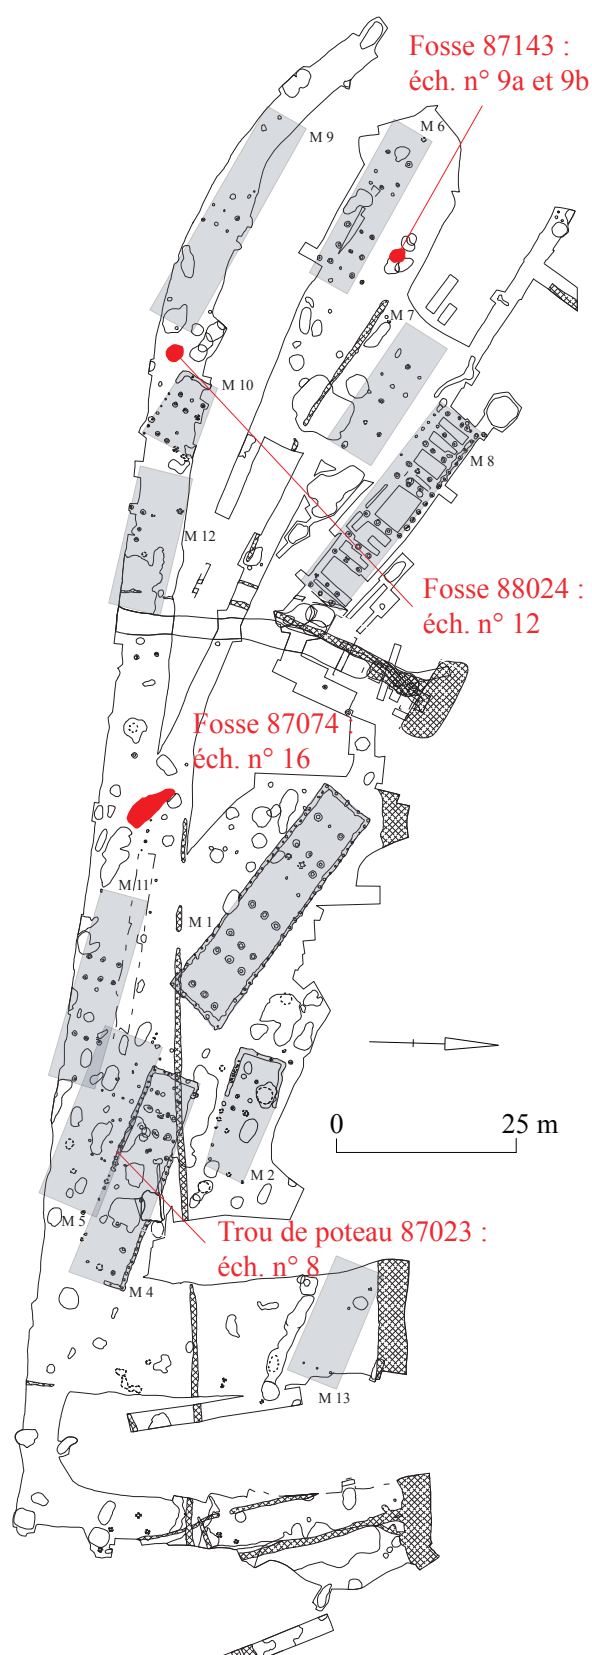 Fosse 87143 :
éch. n° 9a et 9b
M 6
M 9
M 7
M 10
M 8
M 12
Fosse 88024 :
éch. n° 12
Fosse 87074 :
éch. n° 16
M 11
M 1
0 25 m
M 2
M 5
Trou de poteau 87023 :
éch. n° 8
M 4
M 13